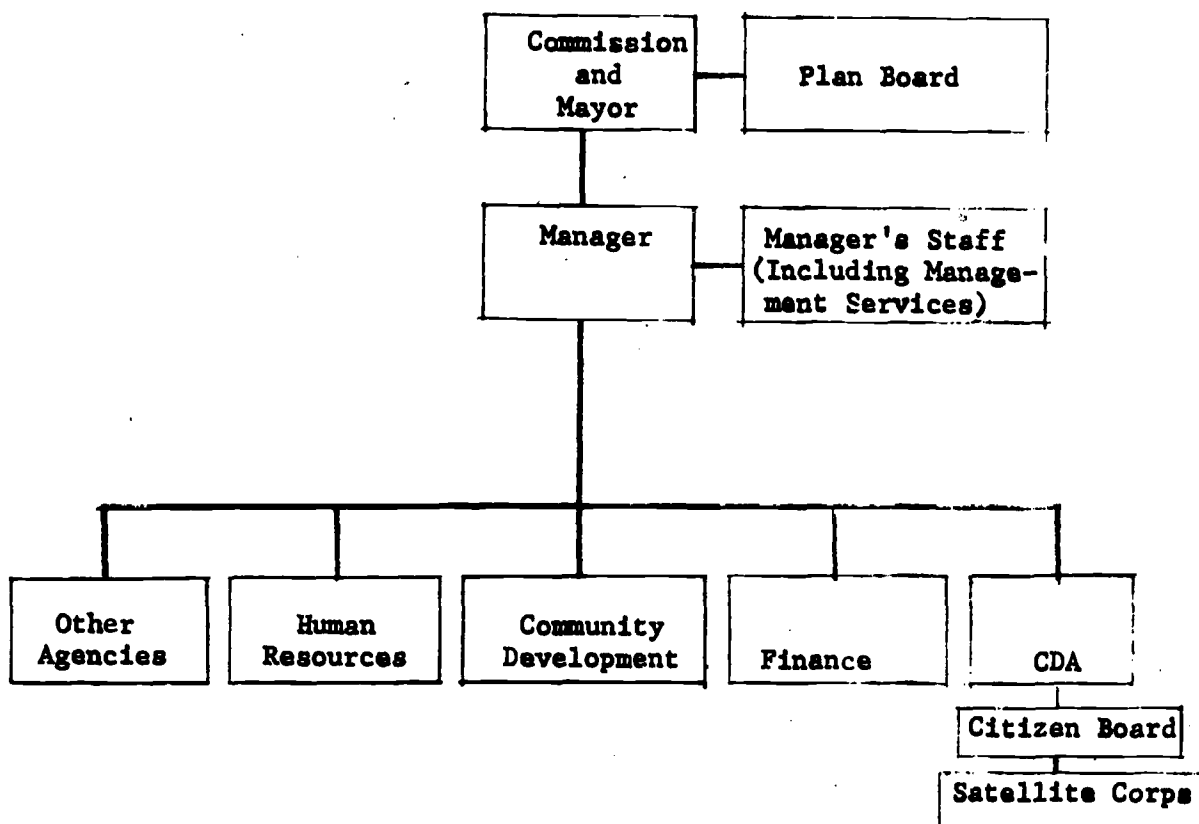 Commission
and
Mayor
Plan Board
Manager
Manager's Staff
(Including Manage-
ment Services)
Other
Agencies
Human
Resources
Community
Development
Finance
CDA
Citizen Board
Satellite Corps